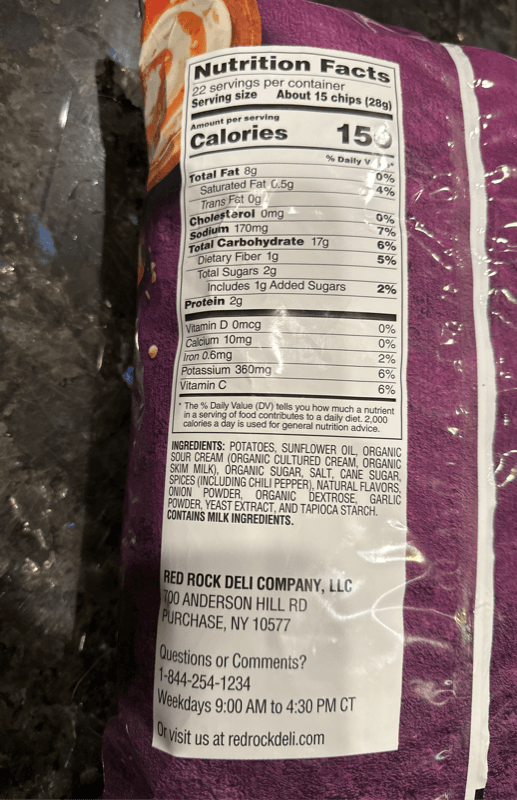 Nutrition Facts
22 servings per container
Serving size About 15 chips (28g)
Amount per serving
Calories 150
% Daily V
Total Fat 8g 0%
Saturated Fat 0.5g 4%
Trans Fat 0g
Cholesterol 0mg 0%
Sodium 170mg 7%
Total Carbohydrate 17g 6%
Dietary Fiber 1g 5%
Total Sugars 2g
Includes 1g Added Sugars 2%
Protein 2g
Vitamin D 0mcg 0%
Calcium 10mg 0%
Iron 0.6mg 2%
Potassium 360mg 6%
Vitamin C 6%
* The % Daily Value (DV) tells you how much a nutrient
in a serving of food contributes to a daily diet. 2,000
calories a day is used for general nutrition advice.
INGREDIENTS: POTATOES, SUNFLOWER OIL, ORGANIC
SOUR CREAM (ORGANIC CULTURED CREAM, ORGANIC
SKIM MILK), ORGANIC SUGAR, SALT, CANE SUGAR,
SPICES (INCLUDING CHILI PEPPER), NATURAL FLAVORS,
ONION POWDER, ORGANIC DEXTROSE, GARLIC
POWDER, YEAST EXTRACT, AND TAPIOCA STARCH.
CONTAINS MILK INGREDIENTS.
RED ROCK DELI COMPANY, LLC
700 ANDERSON HILL RD
PURCHASE, NY 10577
Questions or Comments?
1-844-254-1234
Weekdays 9:00 AM to 4:30 PM CT
Or visit us at redrockdeli.com